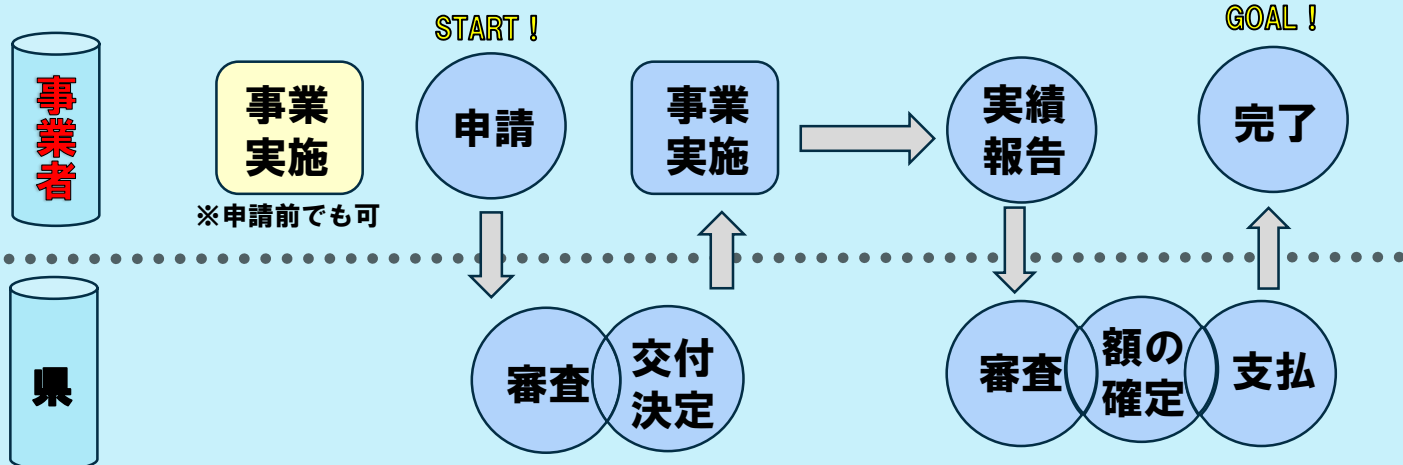 START！
GOAL！
事業者
事業
実施
※申請前でも可
申請
事業
実施
実績
報告
完了
県
審査
交付
決定
審査
額の
確定
支払